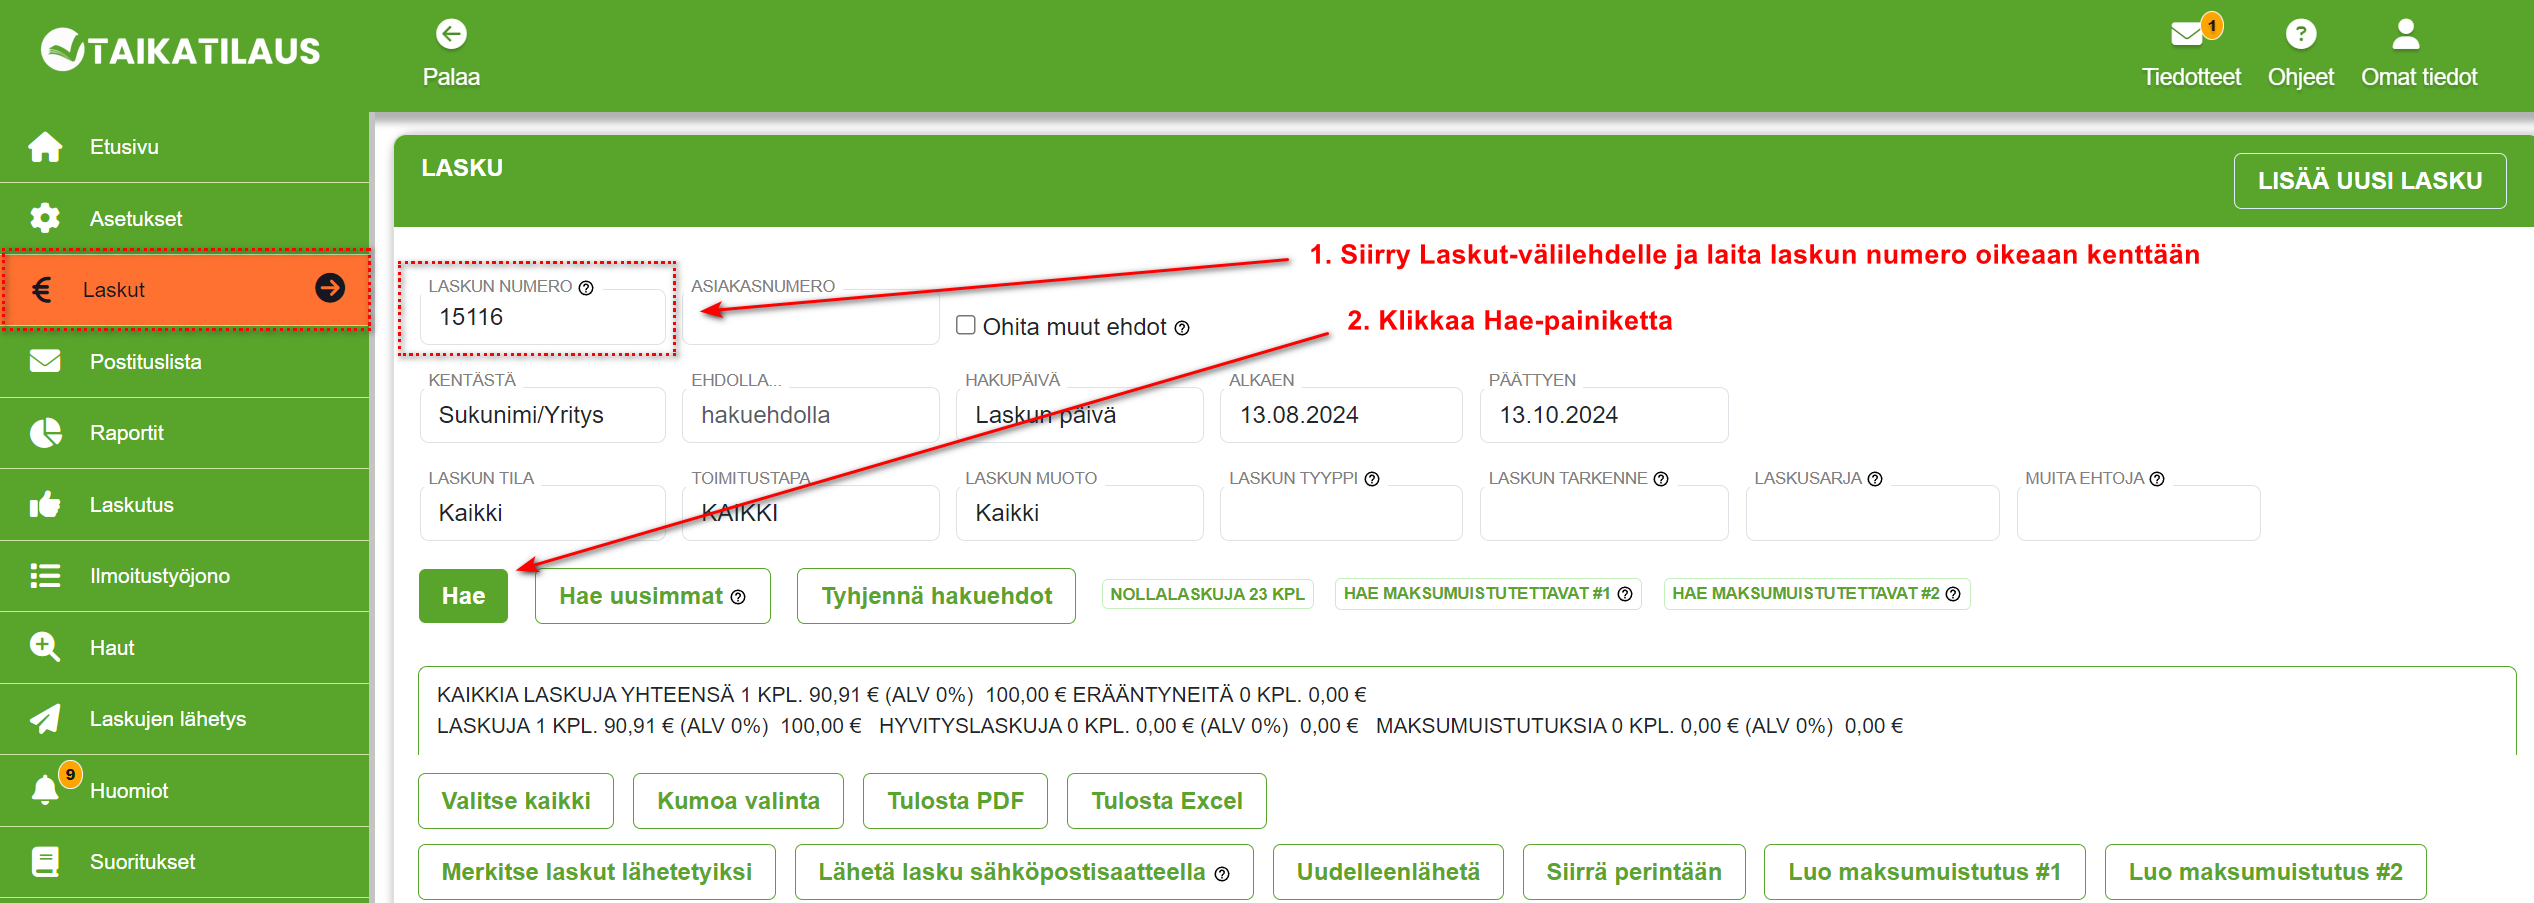 TAIKATILAUS
Palaa
1
Tiedotteet
Ohjeet
Omat tiedot
Etusivu
Asetukset
Laskut
Postituslista
Raportit
Laskutus
Ilmoitustyöjono
Haut
Laskujen lähetys
9
Huomiot
Suoritukset
LASKU
LISÄÄ UUSI LASKU
1. Siirry Laskut-välilehdelle ja laita laskun numero oikeaan kenttään
LASKUN NUMERO
15116
ASIAKASNUMERO
Ohita muut ehdot
2. Klikkaa Hae-painiketta
KENTÄSTÄ
Sukunimi/Yritys
EHDOLLA...
hakuehdolla
HAKUPÄIVÄ
Laskun päivä
ALKAEN
13.08.2024
PÄÄTTYEN
13.10.2024
LASKUN TILA
Kaikki
TOIMITUSTAPA
KAIKKI
LASKUN MUOTO
Kaikki
LASKUN TYYPPI
LASKUN TARKENNE
LASKUSARJA
MUITA EHTOJA
Hae
Hae uusimmat
Tyhjennä hakuehdot
NOLLALASKUJA 23 KPL
HAE MAKSUMUISTUTETTAVAT #1
HAE MAKSUMUISTUTETTAVAT #2
KAIKKIA LASKUJA YHTEENSÄ 1 KPL. 90,91 € (ALV 0%) 100,00 € ERÄÄNTYNEITÄ 0 KPL. 0,00 €
LASKUJA 1 KPL. 90,91 € (ALV 0%) 100,00 € HYVITYSLASKUJA 0 KPL. 0,00 € (ALV 0%) 0,00 € MAKSUMUISTUTUKSIA 0 KPL. 0,00 € (ALV 0%) 0,00 €
Valitse kaikki
Kumoa valinta
Tulosta PDF
Tulosta Excel
Merkitse laskut lähetetyiksi
Lähetä lasku sähköpostisaatteella
Uudelleenlähetä
Siirrä perintään
Luo maksumuistutus #1
Luo maksumuistutus #2